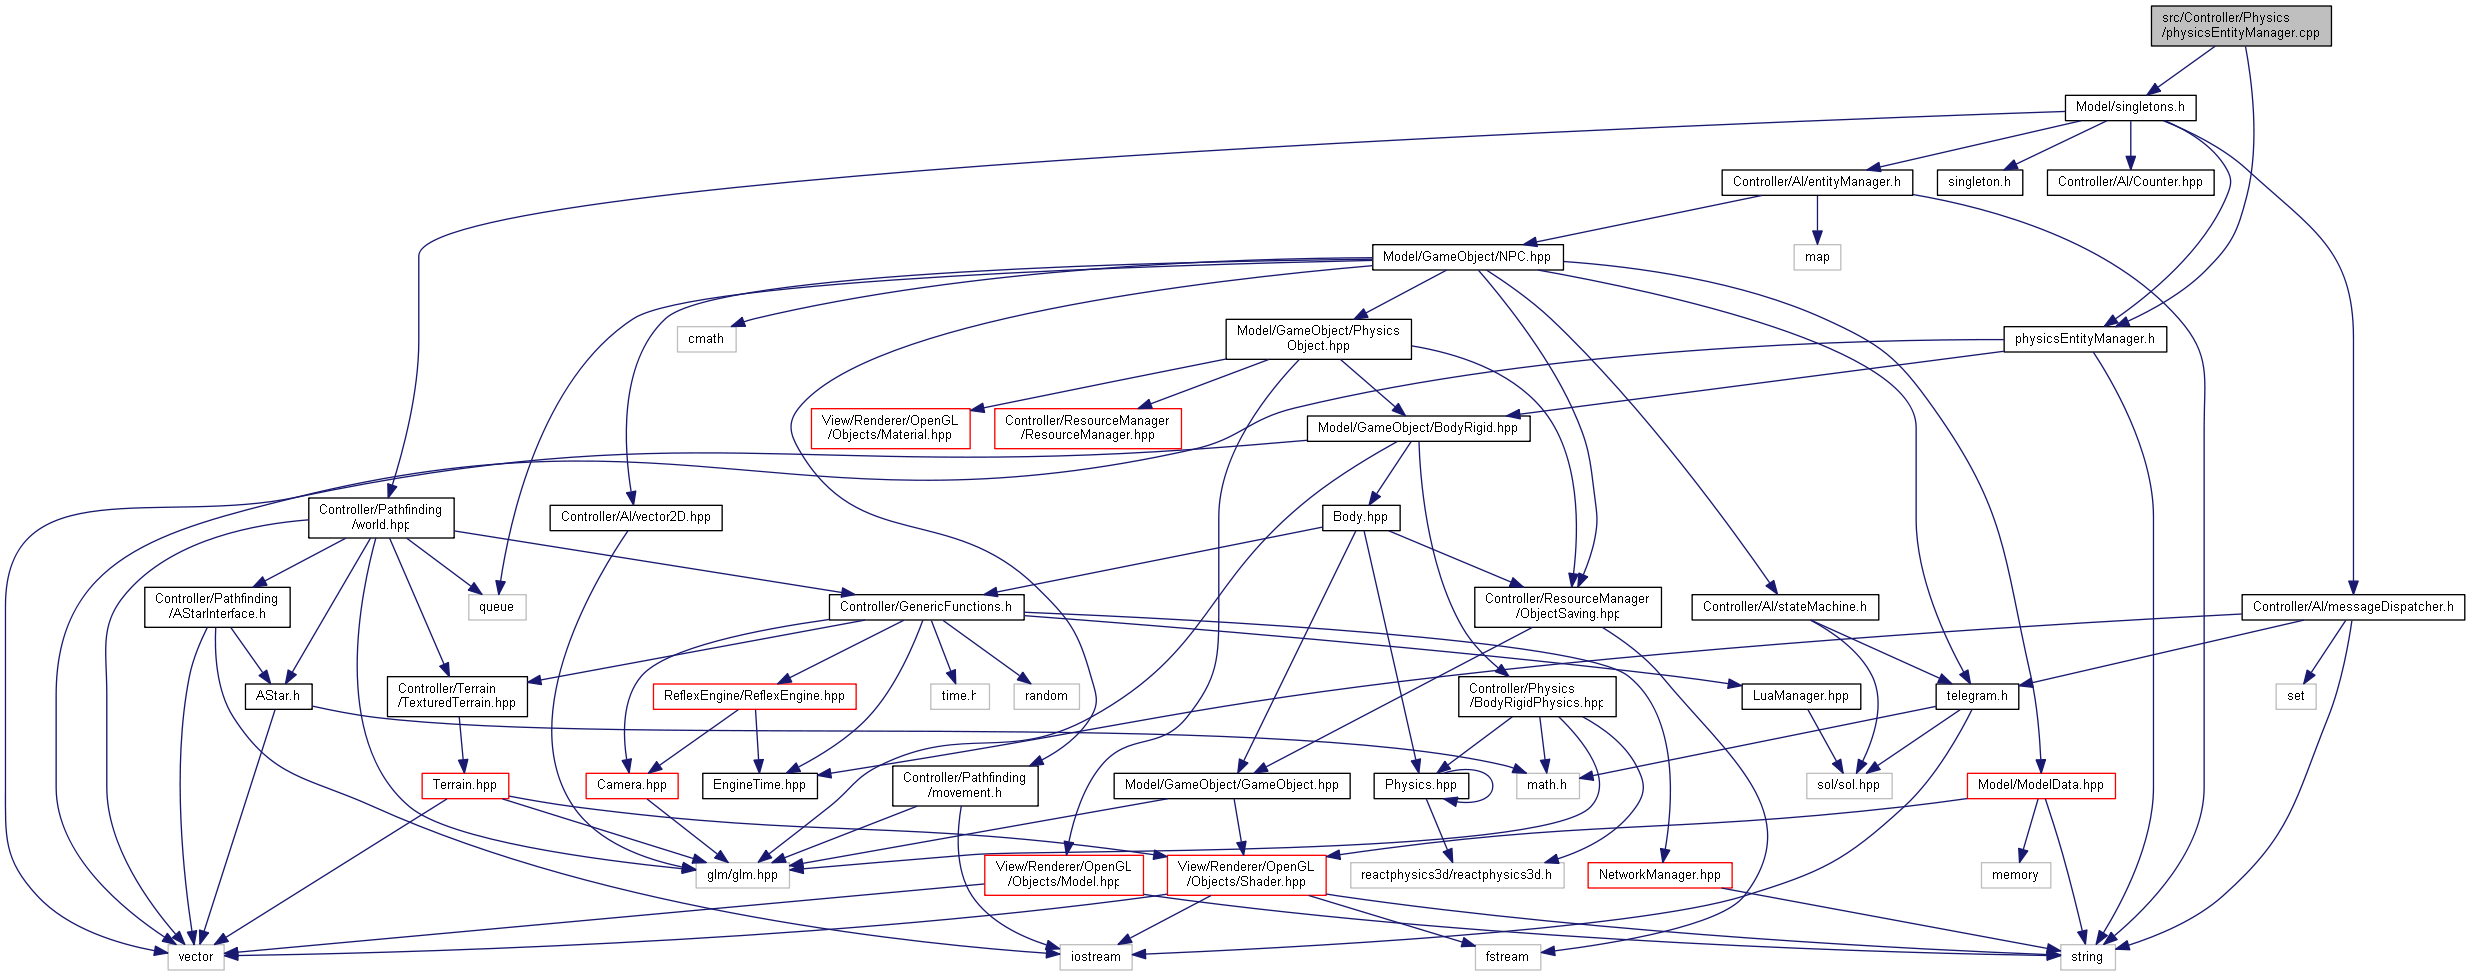 src/Controller/Physics
/physicsEntityManager.cpp
Model/singletons.h
Controller/AI/entityManager.h
singleton.h
Controller/AI/Counter.hpp
Model/GameObject/NPC.hpp
map
cmath
Model/GameObject/Physics
Object.hpp
physicsEntityManager.h
View/Renderer/OpenGL
/Objects/Material.hpp
Controller/ResourceManager
/ResourceManager.hpp
Model/GameObject/BodyRigid.hpp
Controller/Pathfinding
/world.hpp
Controller/AI/vector2D.hpp
Body.hpp
Controller/Pathfinding
/AStarInterface.h
queue
Controller/GenericFunctions.h
Controller/ResourceManager
/ObjectSaving.hpp
Controller/AI/stateMachine.h
Controller/AI/messageDispatcher.h
AStar.h
Controller/Terrain
/TexturedTerrain.hpp
ReflexEngine/ReflexEngine.hpp
time.h
random
Controller/Physics
/BodyRigidPhysics.hpp
LuaManager.hpp
telegram.h
set
Terrain.hpp
Camera.hpp
EngineTime.hpp
Controller/Pathfinding
/movement.h
Model/GameObject/GameObject.hpp
Physics.hpp
math.h
sol/sol.hpp
Model/ModelData.hpp
glm/glm.hpp
View/Renderer/OpenGL
/Objects/Model.hpp
View/Renderer/OpenGL
/Objects/Shader.hpp
reactphysics3d/reactphysics3d.h
NetworkManager.hpp
memory
vector
iostream
fstream
string